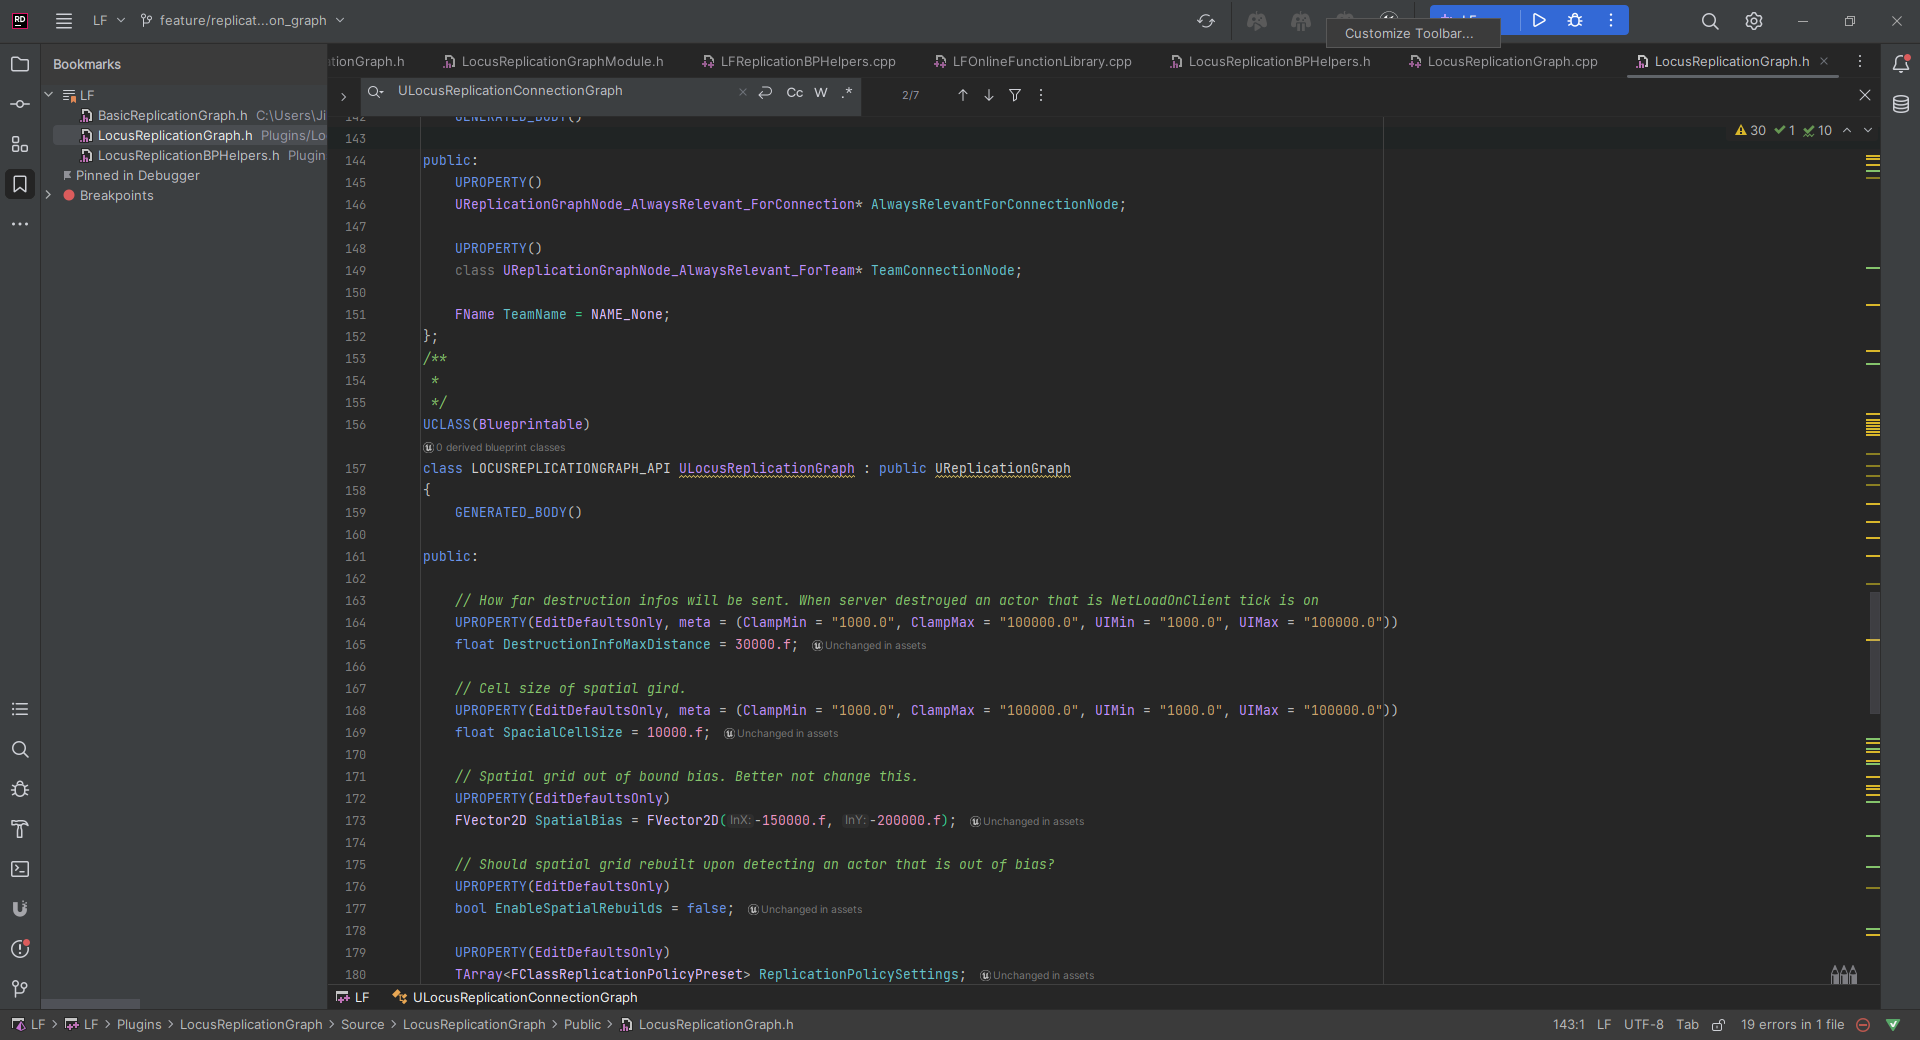 RD
LF
feature/replicat...on_graph
Customize Toolbar...
Bookmarks
LF
BasicReplicationGraph.h C:\Users\Ji
LocusReplicationGraph.h Plugins/Lo
LocusReplicationBPHelpers.h Plugin
Pinned in Debugger
Breakpoints
tionGraph.h
LocusReplicationGraphModule.h
LFReplicationBPHelpers.cpp
LFOnlineFunctionLibrary.cpp
LocusReplicationBPHelpers.h
LocusReplicationGraph.cpp
LocusReplicationGraph.h
ULocusReplicationConnectionGraph
Cc W .*
2/7
30 1 10
142 GENERATED_BODY()
143
144 public:
145 UPROPERTY()
146 UReplicationGraphNode_AlwaysRelevant_ForConnection* AlwaysRelevantForConnectionNode;
147
148 UPROPERTY()
149 class UReplicationGraphNode_AlwaysRelevant_ForTeam* TeamConnectionNode;
150
151 FName TeamName = NAME_None;
152 };
153 /**
154 *
155 */
156 UCLASS(Blueprintable)
0 derived blueprint classes
157 class LOCUSREPLICATIONGRAPH_API ULocusReplicationGraph : public UReplicationGraph
158 {
159 GENERATED_BODY()
160
161 public:
162
163 // How far destruction infos will be sent. When server destroyed an actor that is NetLoadOnClient tick is on
164 UPROPERTY(EditDefaultsOnly, meta = (ClampMin = "1000.0", ClampMax = "100000.0", UIMin = "1000.0", UIMax = "100000.0"))
165 float DestructionInfoMaxDistance = 30000.f; Unchanged in assets
166
167 // Cell size of spatial gird.
168 UPROPERTY(EditDefaultsOnly, meta = (ClampMin = "1000.0", ClampMax = "100000.0", UIMin = "1000.0", UIMax = "100000.0"))
169 float SpacialCellSize = 10000.f; Unchanged in assets
170
171 // Spatial grid out of bound bias. Better not change this.
172 UPROPERTY(EditDefaultsOnly)
173 FVector2D SpatialBias = FVector2D(InX:-150000.f, InY:-200000.f); Unchanged in assets
174
175 // Should spatial grid rebuilt upon detecting an actor that is out of bias?
176 UPROPERTY(EditDefaultsOnly)
177 bool EnableSpatialRebuilds = false; Unchanged in assets
178
179 UPROPERTY(EditDefaultsOnly)
180 TArray<FClassReplicationPolicyPreset> ReplicationPolicySettings; Unchanged in assets
LF ULocusReplicationConnectionGraph
LF > LF > Plugins > LocusReplicationGraph > Source > LocusReplicationGraph > Public > LocusReplicationGraph.h
143:1 LF UTF-8 Tab 19 errors in 1 file